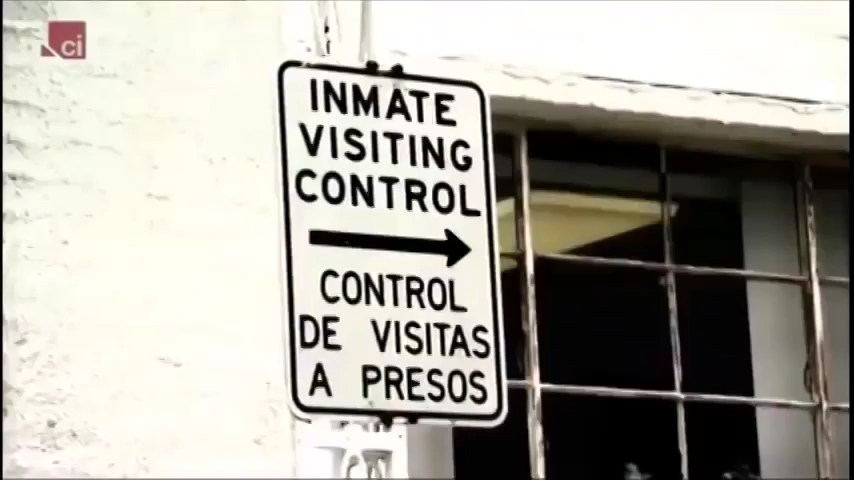 ci
INMATE
VISITING
CONTROL
CONTROL
DE VISITAS
A PRESOS